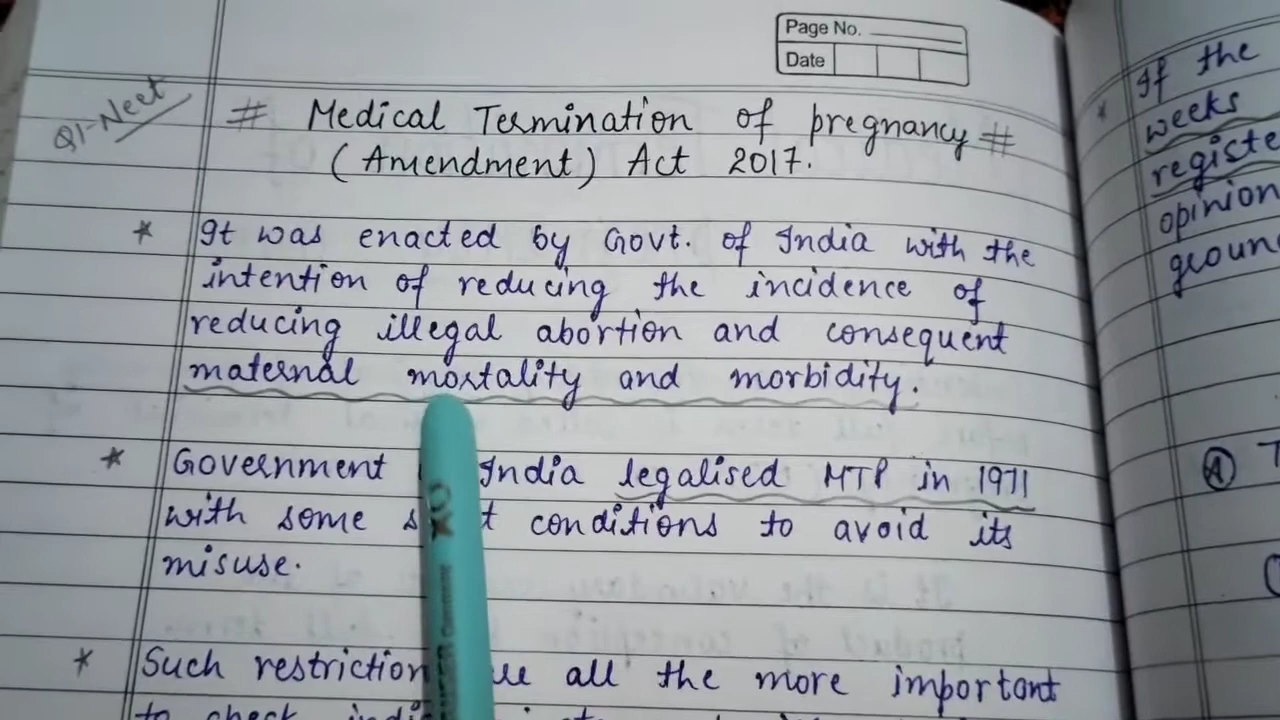 Page No.
Date
Q1-Neet
# Medical Termination of pregnancy #
(Amendment) Act 2017.
* It was enacted by Govt. of India with the
intention of reducing the incidence of
reducing illegal abortion and consequent
maternal mortality and morbidity.
* Government India legalised MTP in 1971
with some conditions to avoid its
misuse.
* Such restriction all the more important
to check
* If the
weeks
registe
opinion
groun
A